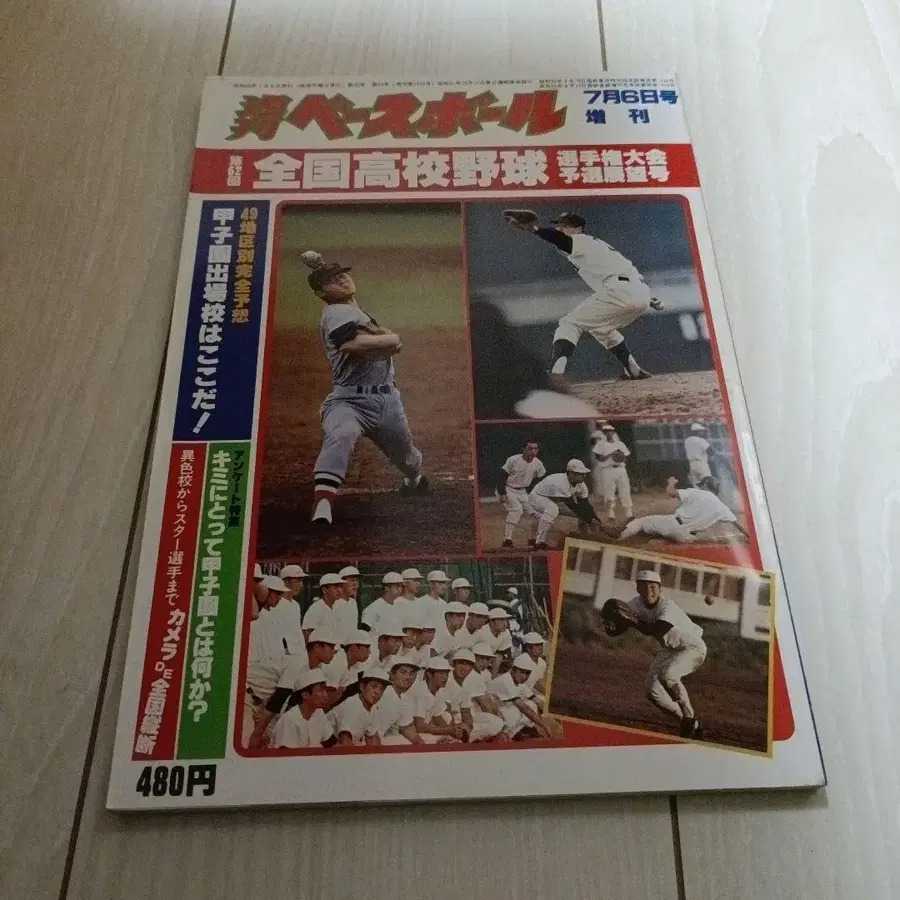 週刊ベースボール
7月6日号
増刊
第62回
全国高校野球
選手権大会
予選展望号
49地区別完全予想
甲子園出場校はここだ！
アンケート特集
キミにとって甲子園とは何か？
異色校からスター選手まで カメラDE全国縦断
480円